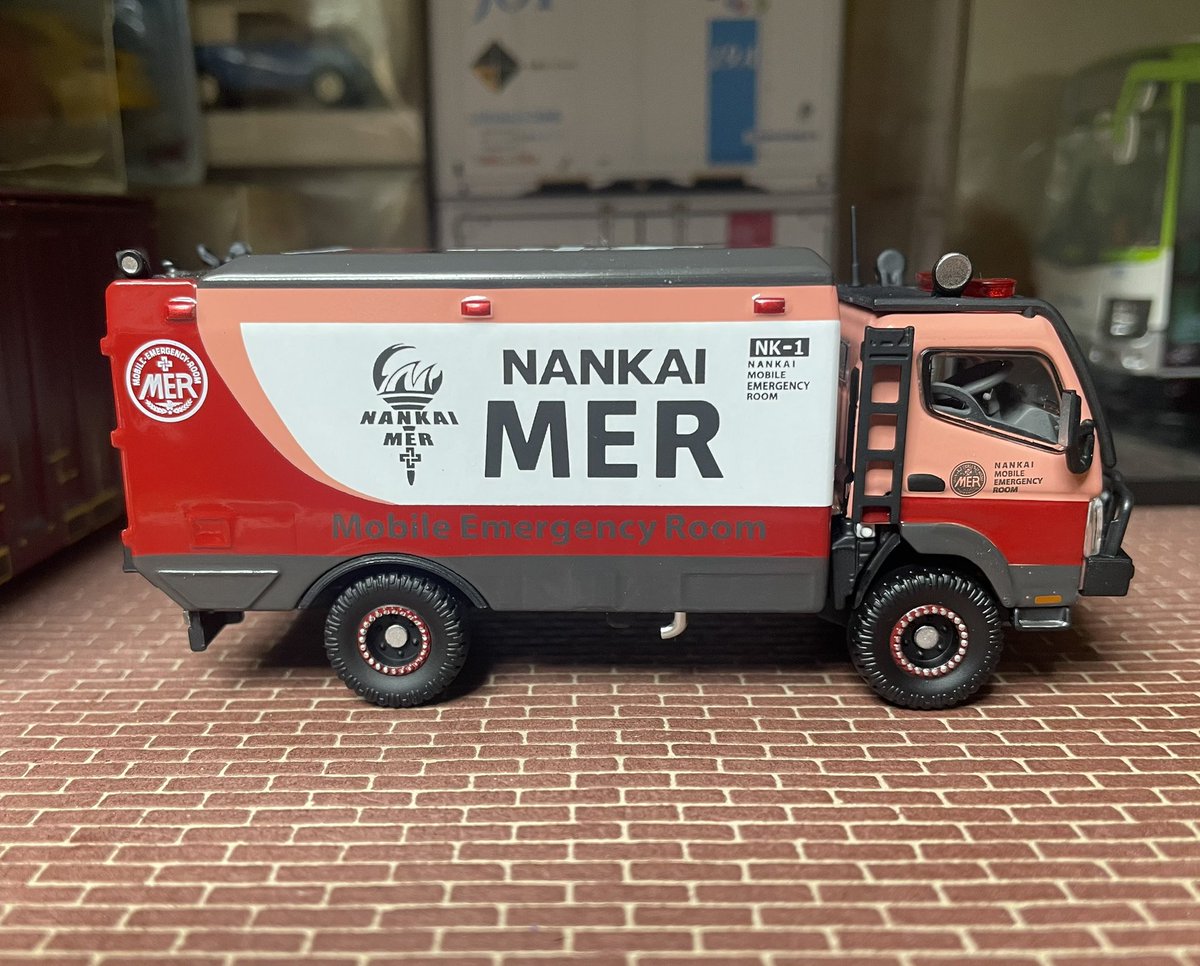 MOBILE·EMERGENCY·ROOM
MER
NANKAI
MER
NANKAI
MER
NK-1
NANKAI
MOBILE
EMERGENCY
ROOM
Mobile Emergency Room
MER
NANKAI
MOBILE
EMERGENCY
ROOM